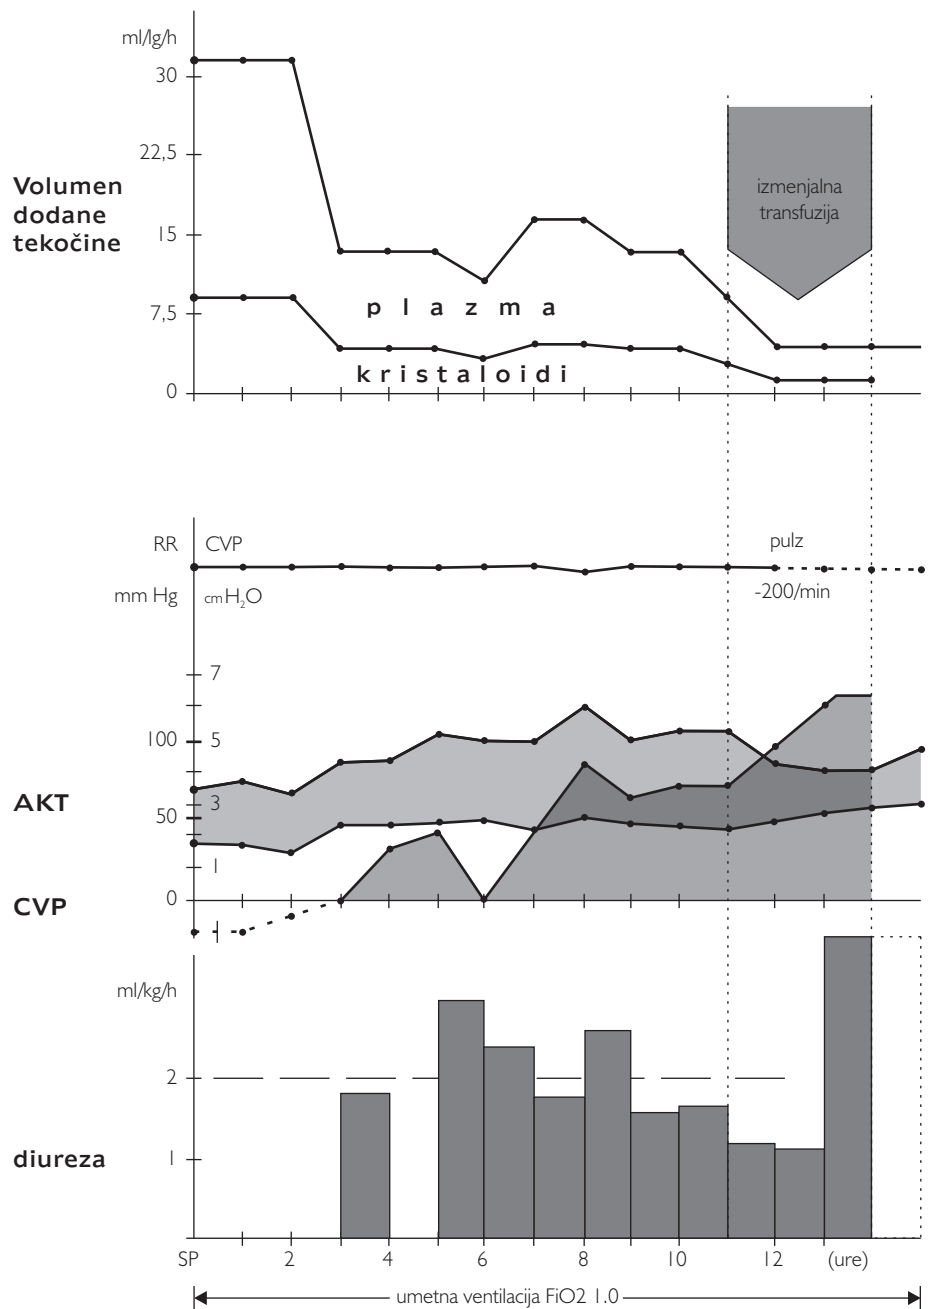 ml/lg/h
30
22,5
Volumen
dodane
tekočine
15
7,5
0
izmenjalna
transfuzija
plazma
kristaloidi
RR CVP
pulz
mm Hg cmH₂O
-200/min
7
100 5
AKT
3
50
1
CVP
0
ml/kg/h
2
diureza
1
SP 2 4 6 8 10 12 (ure)
umetna ventilacija FiO2 1.0